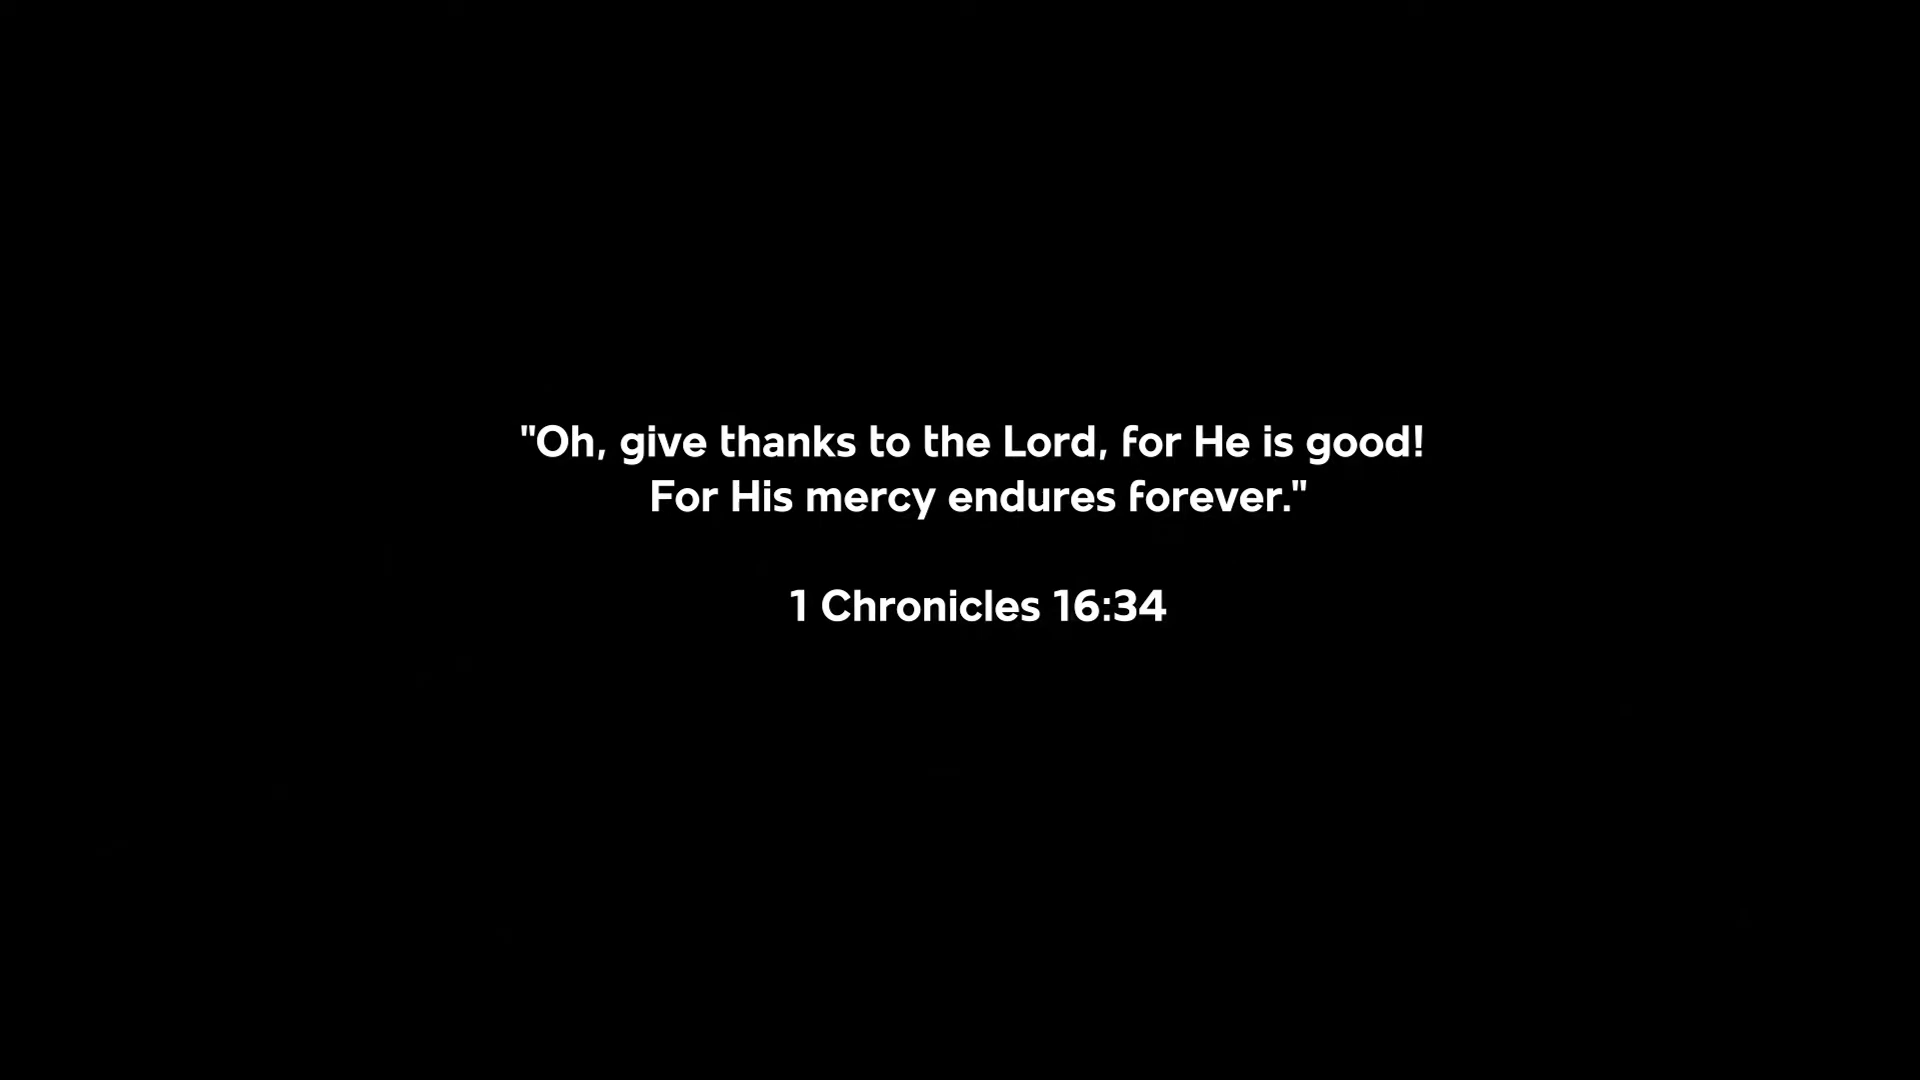 "Oh, give thanks to the Lord, for He is good!
For His mercy endures forever."
1 Chronicles 16:34